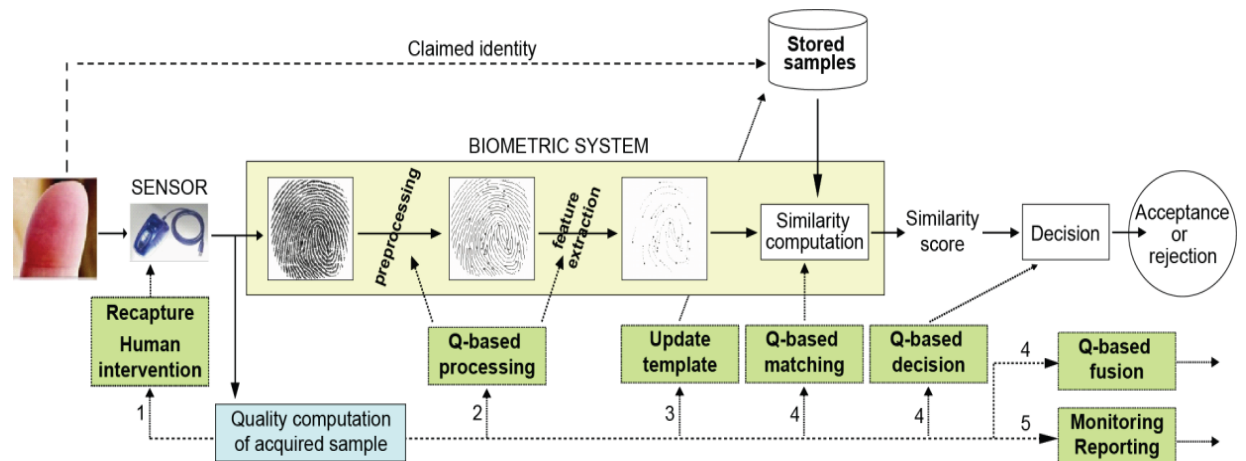 Claimed identity
Stored
samples
BIOMETRIC SYSTEM
SENSOR
preprocessing
feature
extraction
Similarity
computation
Similarity
score
Decision
Acceptance
or
rejection
Recapture
Human
intervention
Q-based
processing
Update
template
Q-based
matching
Q-based
decision
4
Q-based
fusion
1
Quality computation
of acquired sample
2
3
4
4
5
Monitoring
Reporting